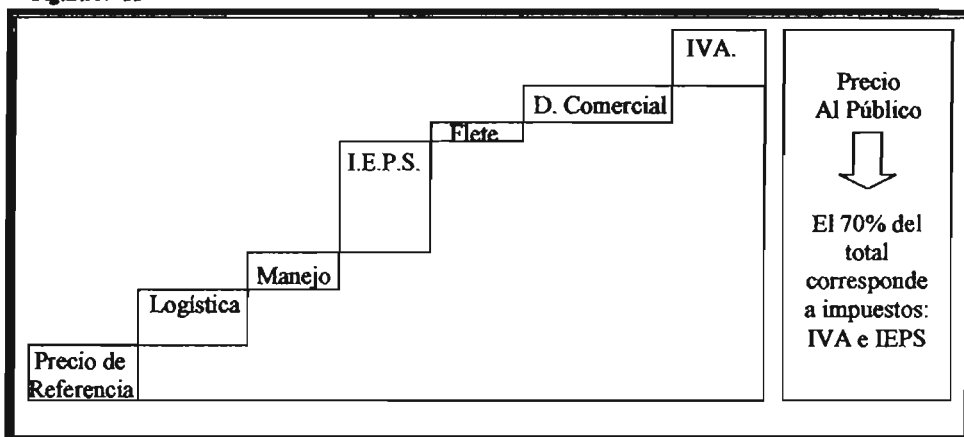 IVA.
D. Comercial
Flete
I.E.P.S.
Manejo
Logística
Precio de
Referencia
Precio
Al Público
El 70% del
total
corresponde
a impuestos:
IVA e IEPS